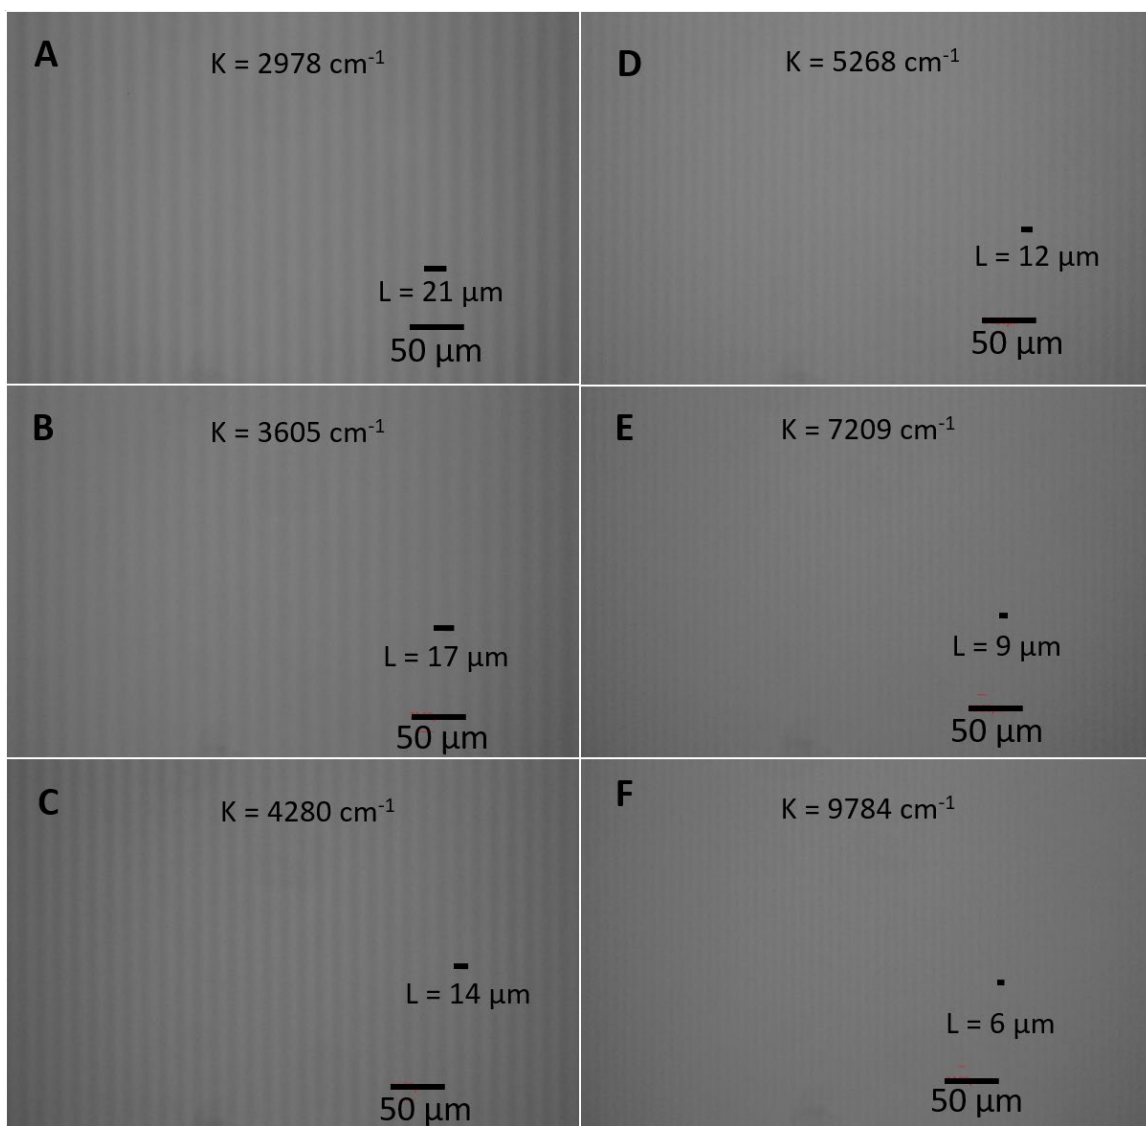 A
K = 2978 cm⁻¹
L = 21 μm
50 μm
B
K = 3605 cm⁻¹
L = 17 μm
50 μm
C
K = 4280 cm⁻¹
L = 14 μm
50 μm
D
K = 5268 cm⁻¹
L = 12 μm
50 μm
E
K = 7209 cm⁻¹
L = 9 μm
50 μm
F
K = 9784 cm⁻¹
L = 6 μm
50 μm